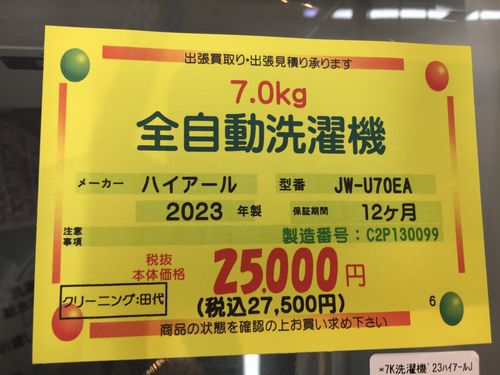 出張買取り・出張見積り承ります
7.0kg
全自動洗濯機
メーカー ハイアール 型番 JW-U70EA
2023 年製 保証期間 12ケ月
注意事項 製造番号：C2P130099
税抜
本体価格 25,000 円
クリーニング:田代 (税込27,500円) 6
商品の状態を確認の上お買い求め下さい
*7K洗濯機'23ハイアールJ